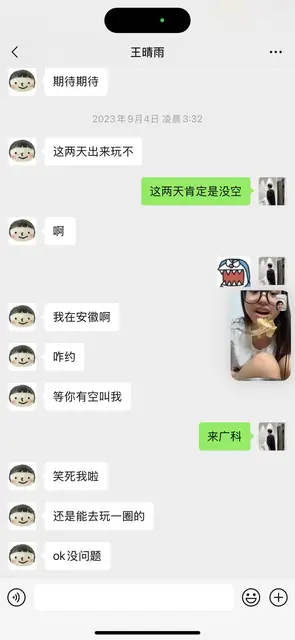 王晴雨
期待期待
2023年9月4日 凌晨3:32
这两天出来玩不
这两天肯定是没空
啊
我在安徽啊
咋约
等你有空叫我
来广科
笑死我啦
还是能去玩一圈的
ok没问题